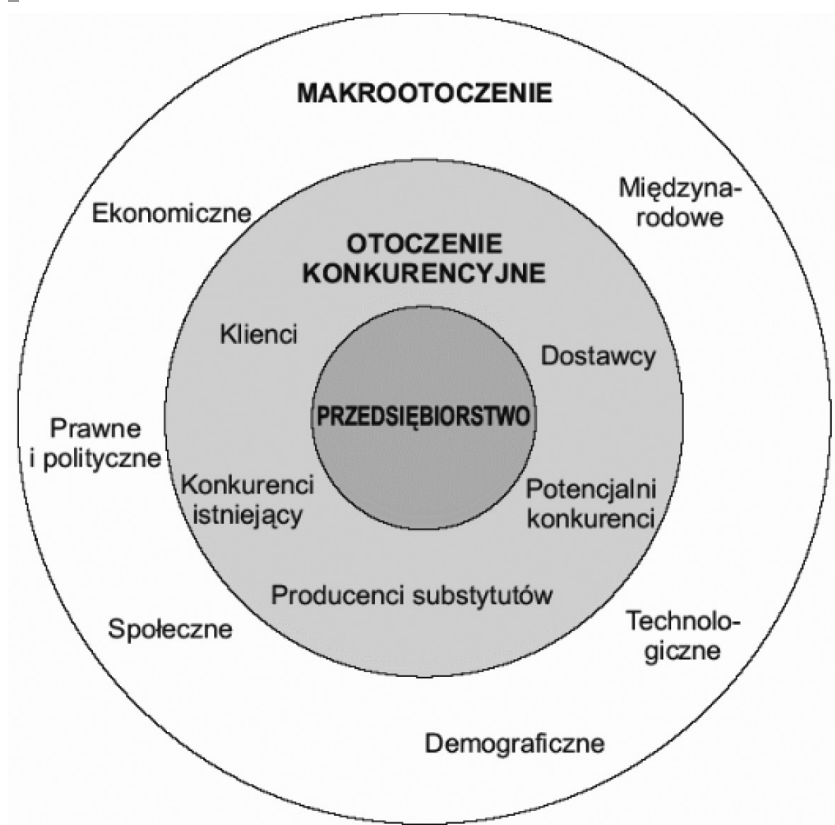 MAKROOTOCZENIE
Ekonomiczne
Międzyna-
rodowe
OTOCZENIE
KONKURENCYJNE
Klienci
Dostawcy
PRZEDSIĘBIORSTWO
Prawne
i polityczne
Konkurenci
istniejący
Potencjalni
konkurenci
Producenci substytutów
Społeczne
Technolo-
giczne
Demograficzne